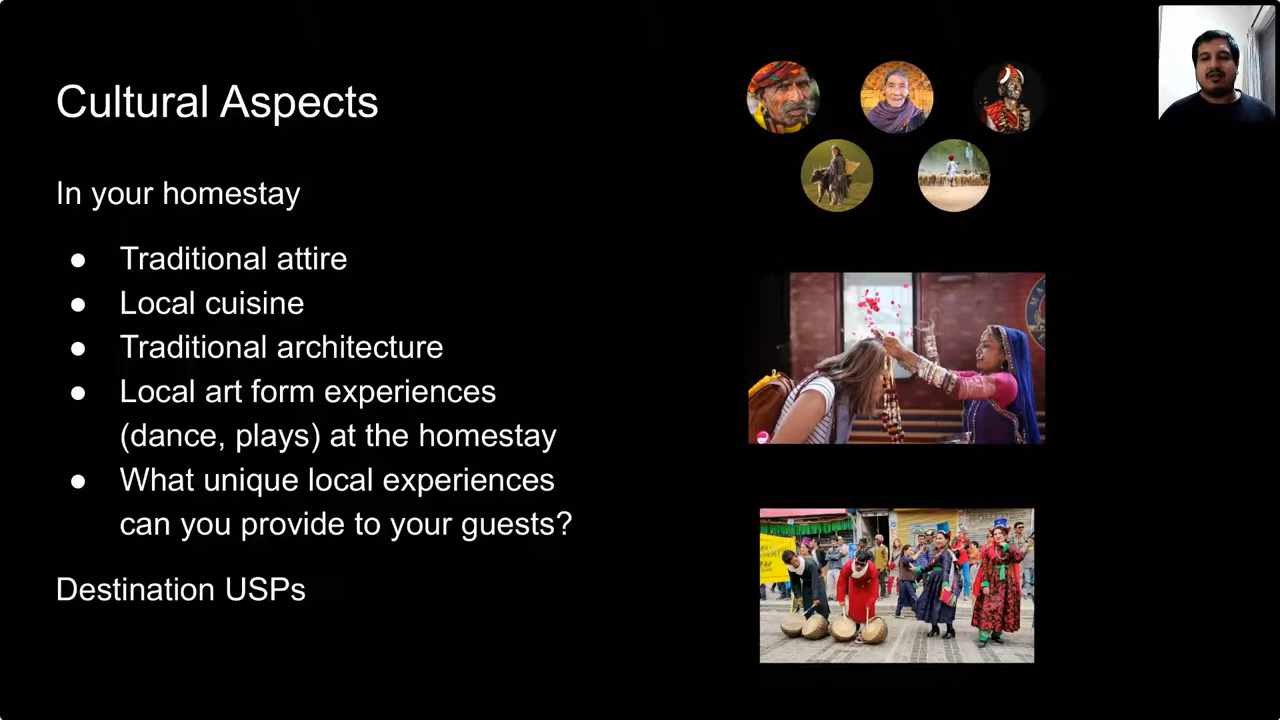 Cultural Aspects
In your homestay
● Traditional attire
● Local cuisine
● Traditional architecture
● Local art form experiences
(dance, plays) at the homestay
● What unique local experiences
can you provide to your guests?
Destination USPs